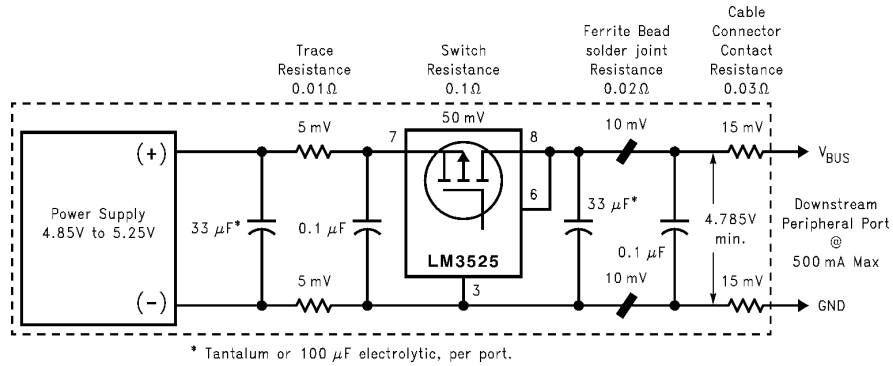 Trace
Resistance
0.01Ω
Switch
Resistance
0.1Ω
Ferrite Bead
solder joint
Resistance
0.02Ω
Cable
Connector
Contact
Resistance
0.03Ω
5 mV
50 mV
10 mV
15 mV
7
8
6
(+)
V_BUS
Power Supply
4.85V to 5.25V
33 μF*
0.1 μF
LM3525
33 μF*
0.1 μF
4.785V
min.
Downstream
Peripheral Port
@
500 mA Max
5 mV
3
10 mV
15 mV
(−)
GND
* Tantalum or 100 μF electrolytic, per port.